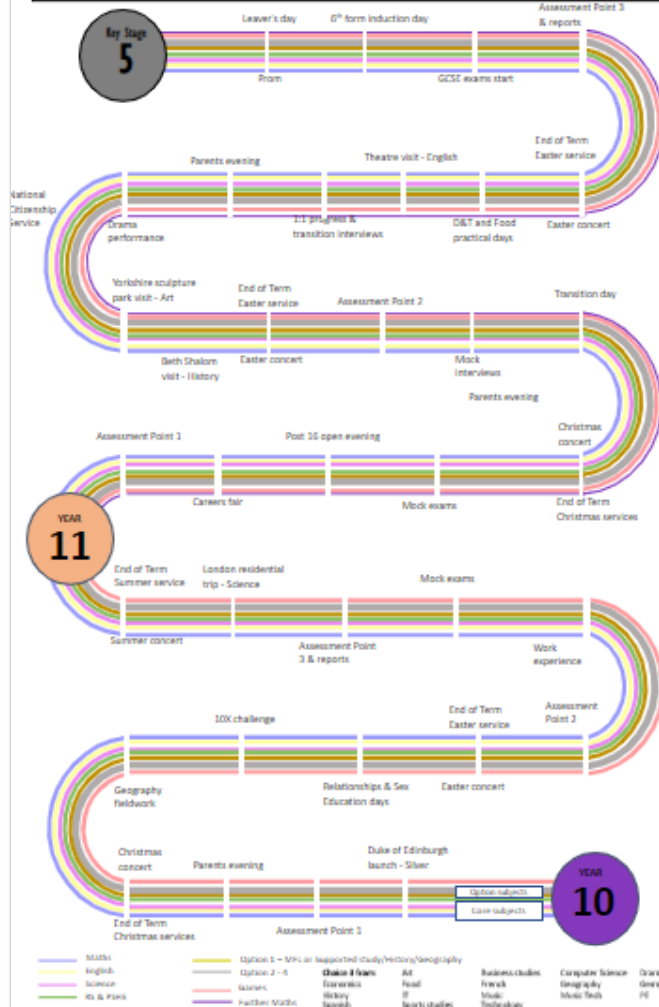 Key Stage
5
Leaver's day
6th form induction day
Assessment Point 3
& reports
Prom
GCSE exams start
End of Term
Easter service
Parents evening
Theatre visit - English
National
Citizenship
Service
Drama
performance
1:1 progress &
transition interviews
D&T and Food
practical days
Easter concert
Yorkshire sculpture
park visit - Art
End of Term
Easter service
Assessment Point 2
Transition day
Beth Shalom
visit - History
Easter concert
Mock
interviews
Parents evening
Christmas
concert
Assessment Point 1
Post 16 open evening
Careers fair
Mock exams
End of Term
Christmas services
YEAR
11
End of Term
Summer service
London residential
trip - Science
Mock exams
Summer concert
Assessment Point
3 & reports
Work
experience
10X challenge
End of Term
Easter service
Assessment
Point 2
Geography
fieldwork
Relationships & Sex
Education days
Easter concert
Christmas
concert
Parents evening
Duke of Edinburgh
launch - Silver
Option subjects
Core subjects
YEAR
10
End of Term
Christmas services
Assessment Point 1
Maths
English
Science
Option 1 – MFL or Supported study/History/Geography
Option 2 - 4
Games
Further Maths
Choice 3 from:
Economics
History
Spanish
Art
Food
IT
Sports studies
Business studies
French
Music
Technology
Computer Science
Geography
Music Tech